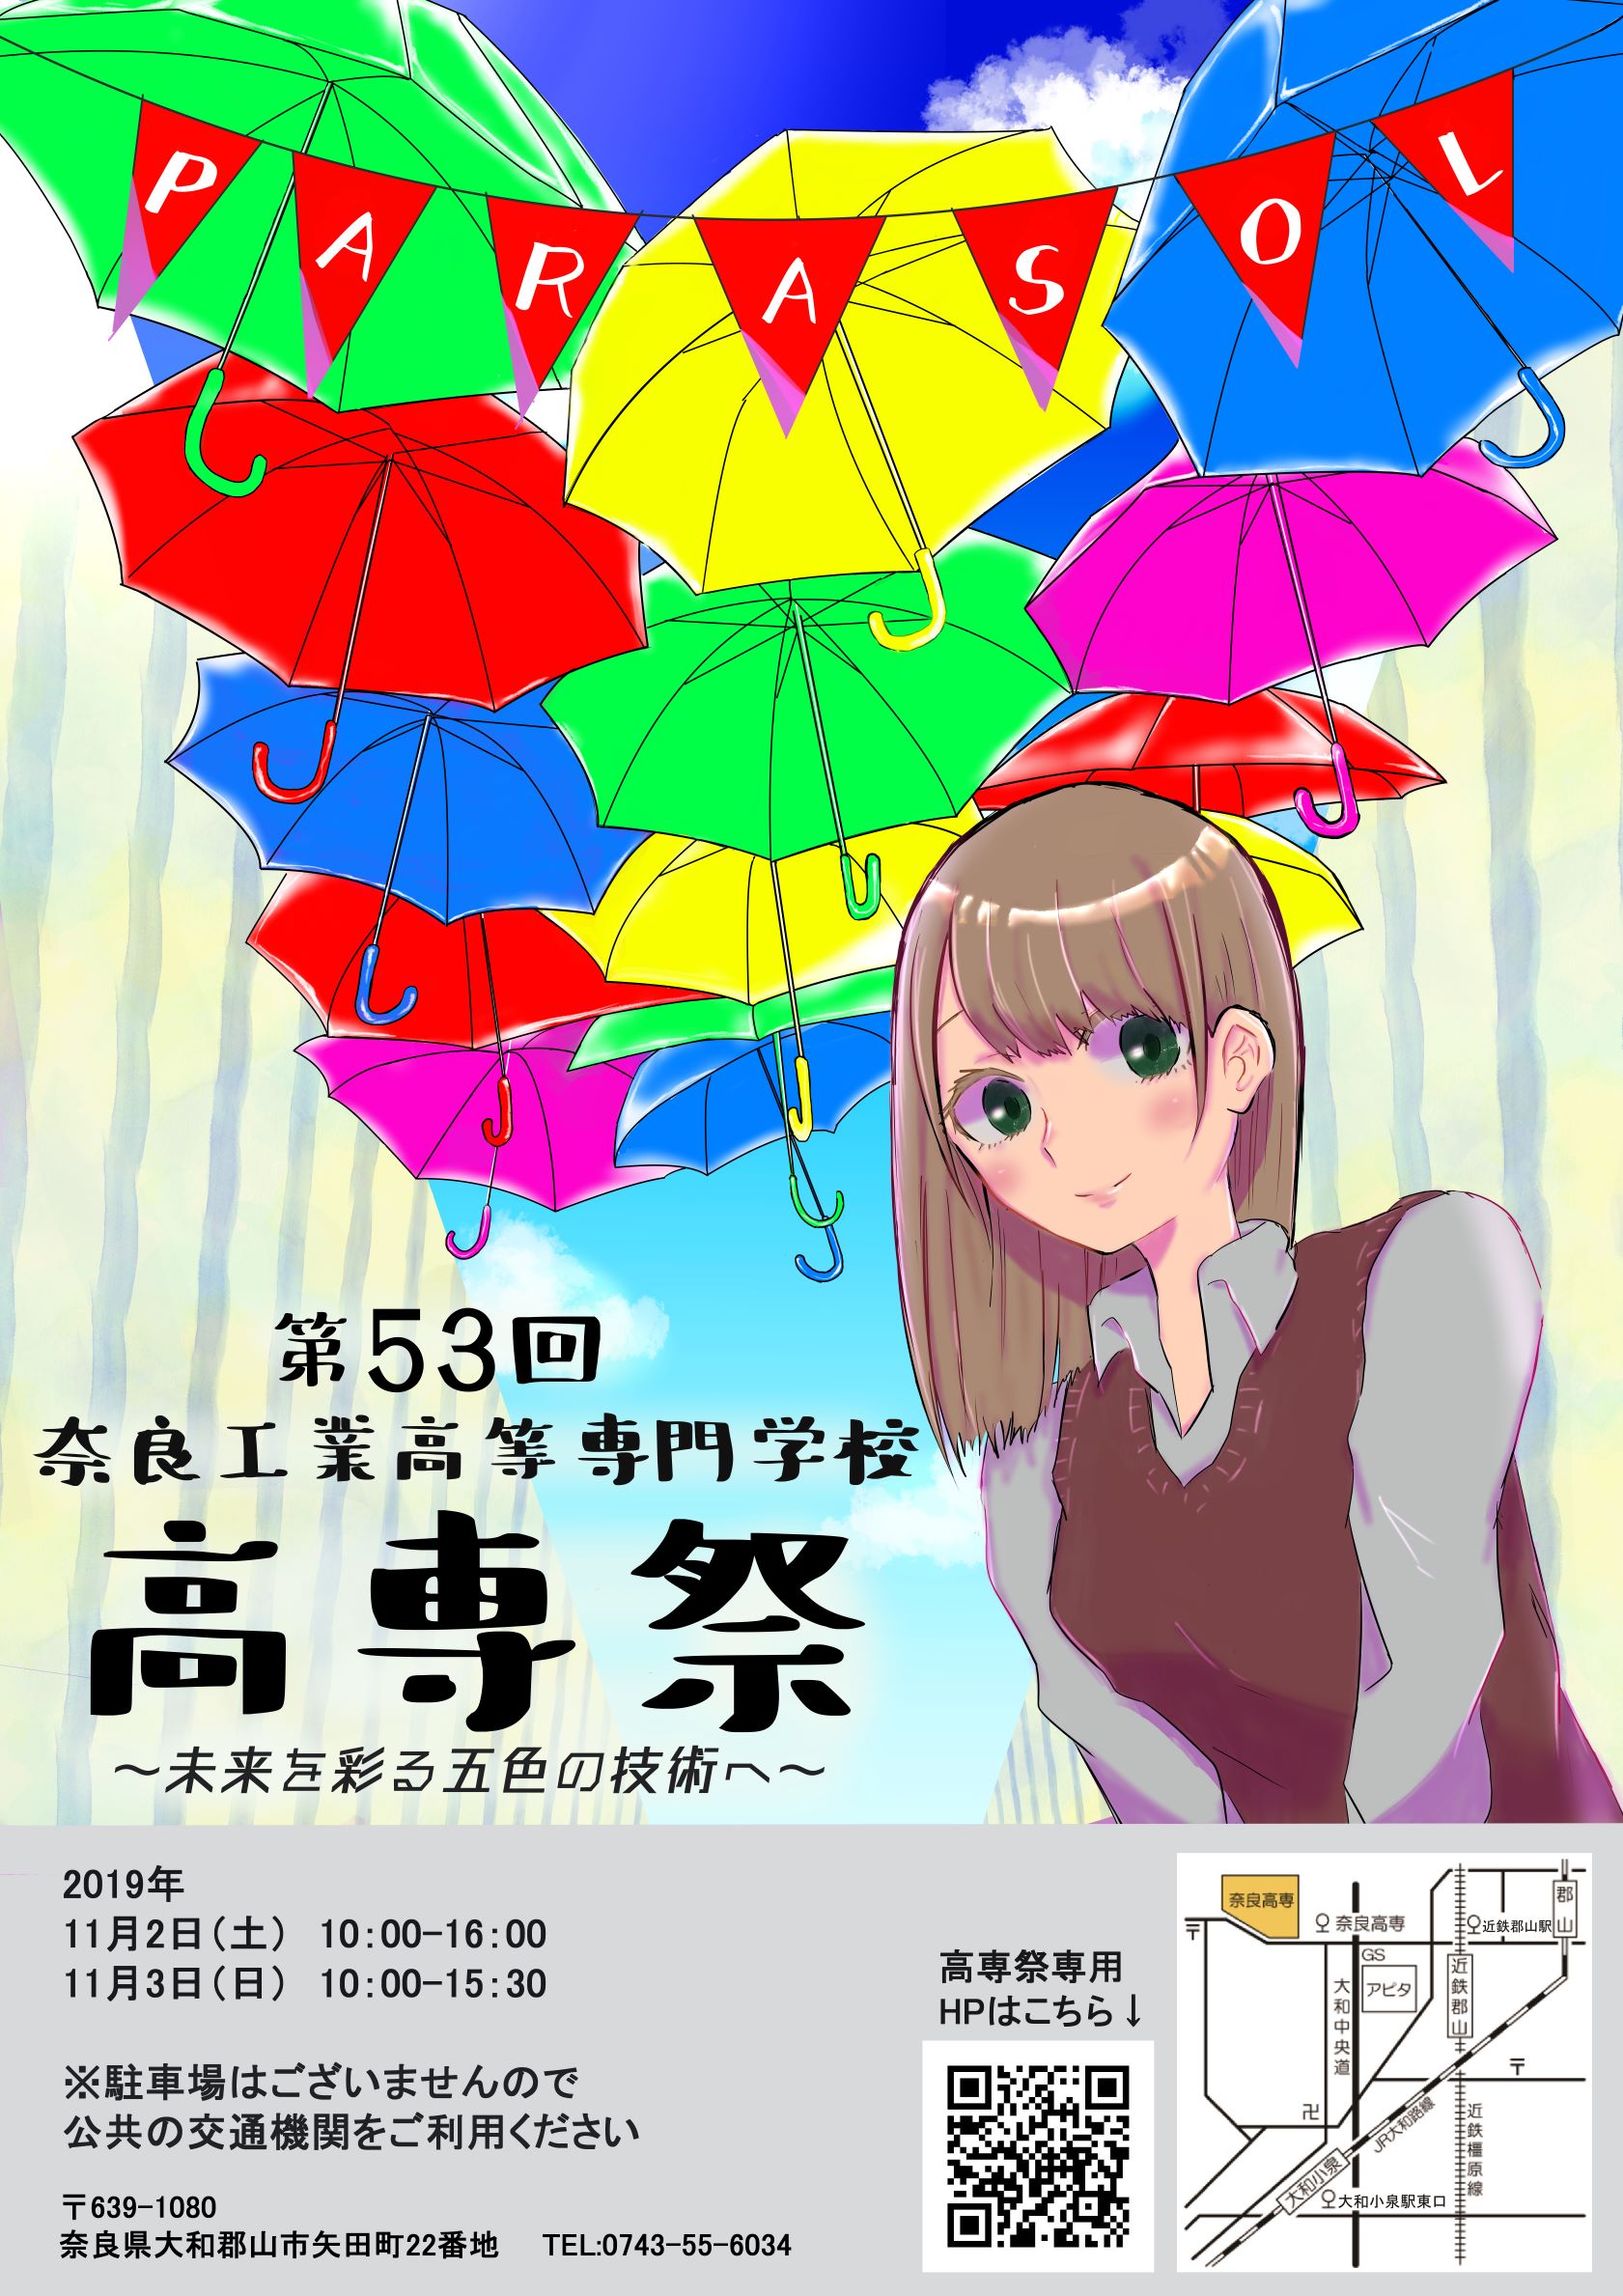 PARASOL
第53回
奈良工業高等専門学校
高専祭
～未来を彩る五色の技術へ～
2019年
11月2日（土） 10：00-16：00
11月3日（日） 10：00-15：30
※駐車場はございませんので
公共の交通機関をご利用ください
〒639-1080
奈良県大和郡山市矢田町22番地 TEL:0743-55-6034
高専祭専用
HPはこちら↓
奈良高専
奈良高専
近鉄郡山駅
郡山
〒
GS
アピタ
大和中央道
近鉄郡山
〒
卍
JR大和路線
近鉄橿原線
大和小泉
大和小泉駅東口